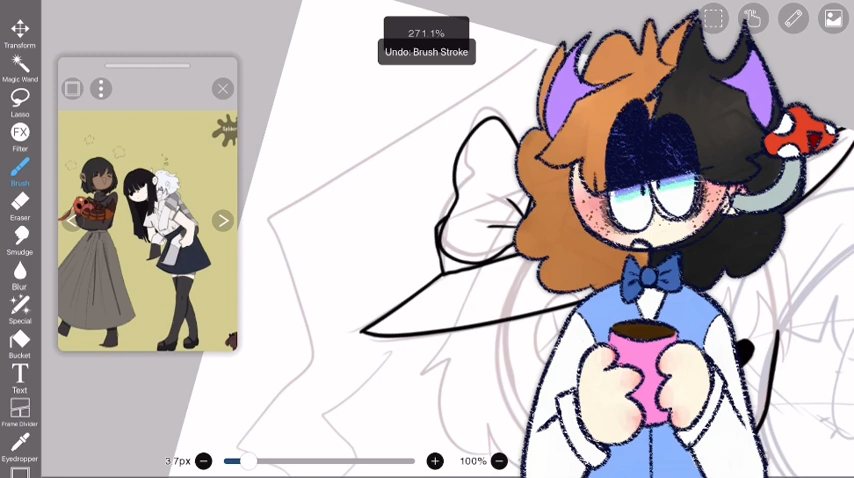 271.1%
Undo: Brush Stroke
Transform
Magic Wand
Lasso
FX
Filter
Brush
Eraser
Smudge
Blur
Special
Bucket
T
Text
Frame Divider
Eyedropper
Spider
3.7px
100%